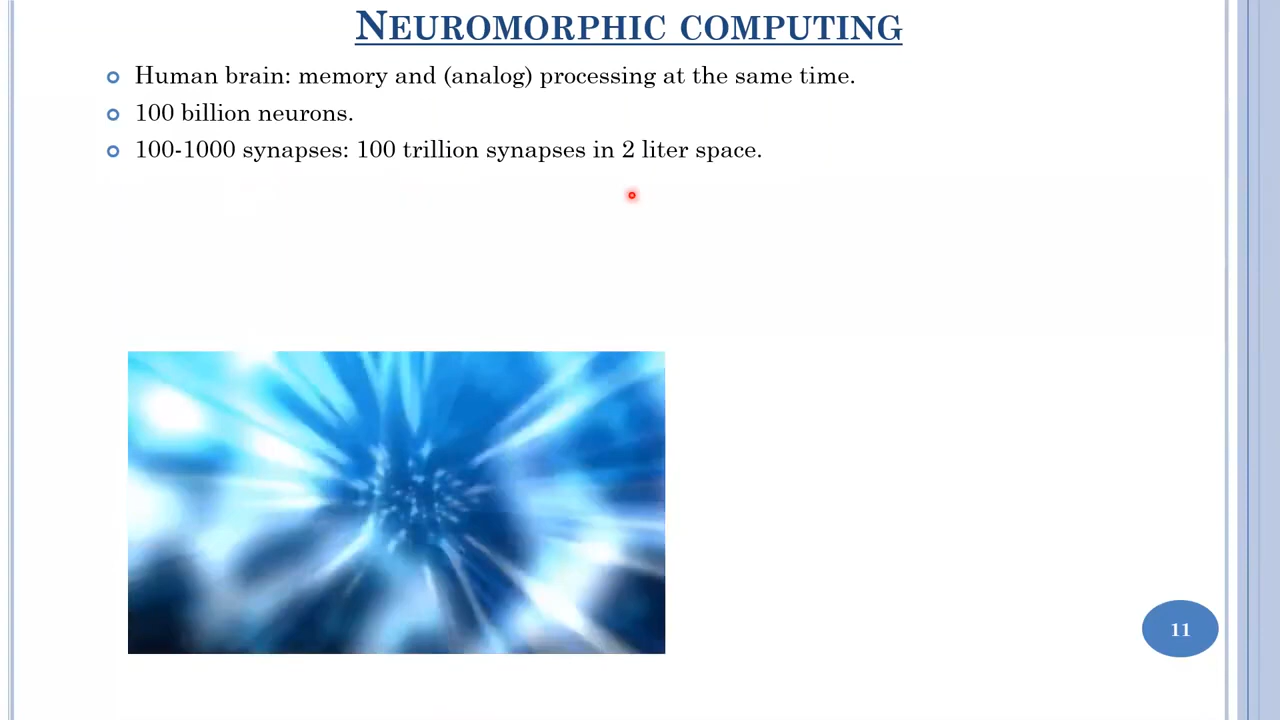 NEUROMORPHIC COMPUTING
Human brain: memory and (analog) processing at the same time.
100 billion neurons.
100-1000 synapses: 100 trillion synapses in 2 liter space.
11